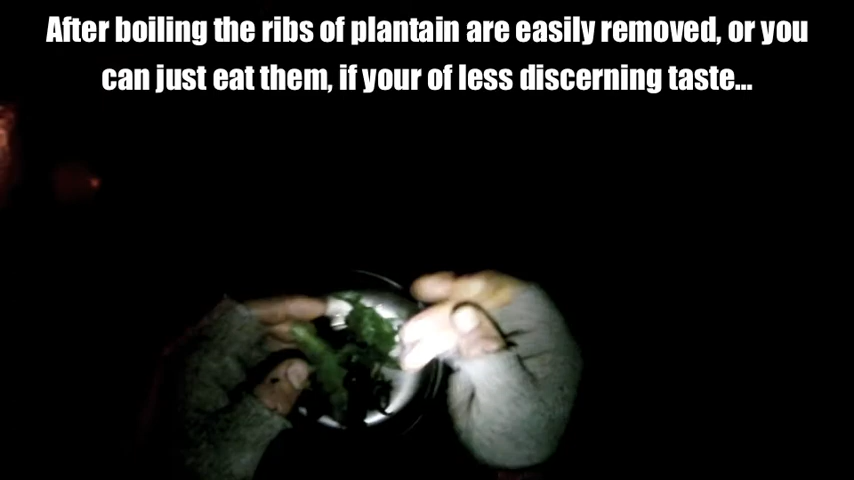 After boiling the ribs of plantain are easily removed, or you
can just eat them, if your of less discerning taste...